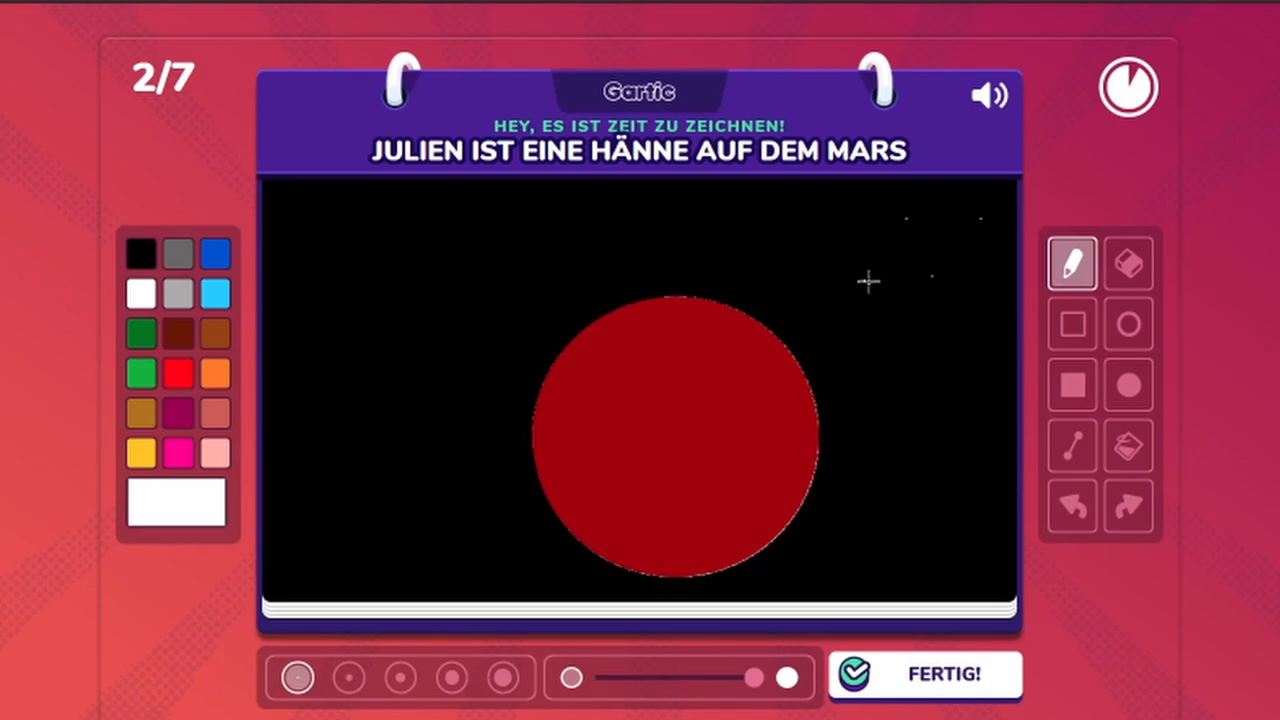 2/7
Gartic
HEY, ES IST ZEIT ZU ZEICHNEN!
JULIEN IST EINE HÄNNE AUF DEM MARS
FERTIG!